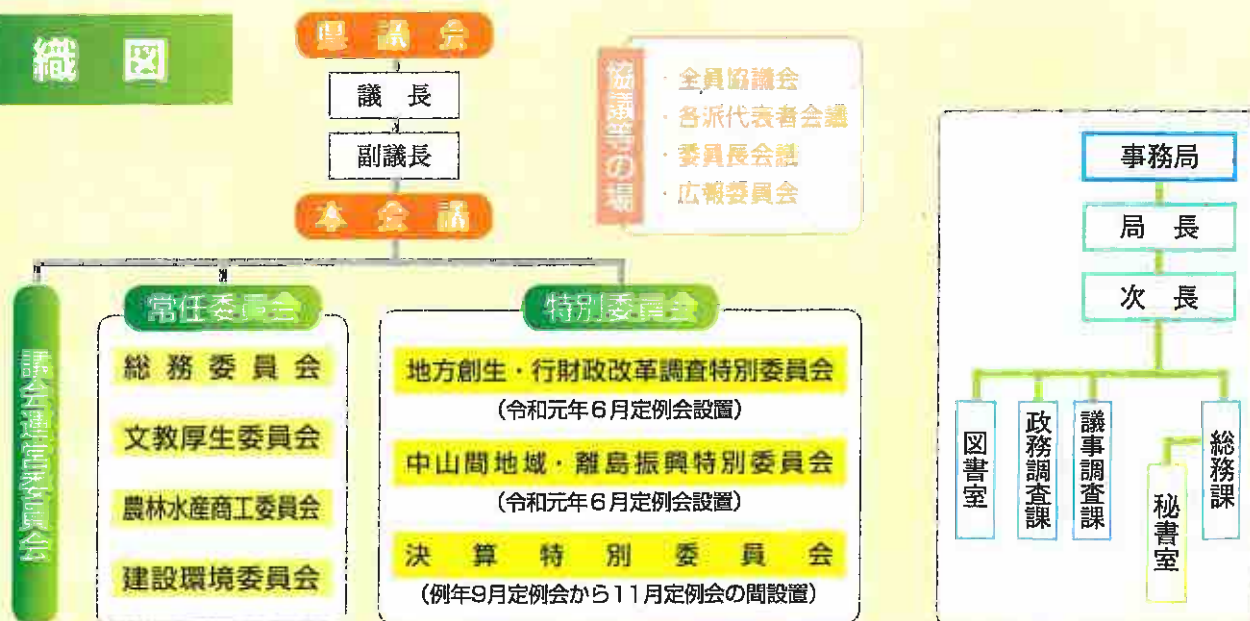 織図
県議会
議長
副議長
本会議
協議等の場
・全員協議会
・各派代表者会議
・委員長会議
・広報委員会
議会運営委員会
常任委員会
総務委員会
文教厚生委員会
農林水産商工委員会
建設環境委員会
特別委員会
地方創生・行財政改革調査特別委員会
(令和元年6月定例会設置)
中山間地域・離島振興特別委員会
(令和元年6月定例会設置)
決算特別委員会
(例年9月定例会から11月定例会の間設置)
事務局
局長
次長
図書室
政務調査課
議事調査課
秘書室
総務課